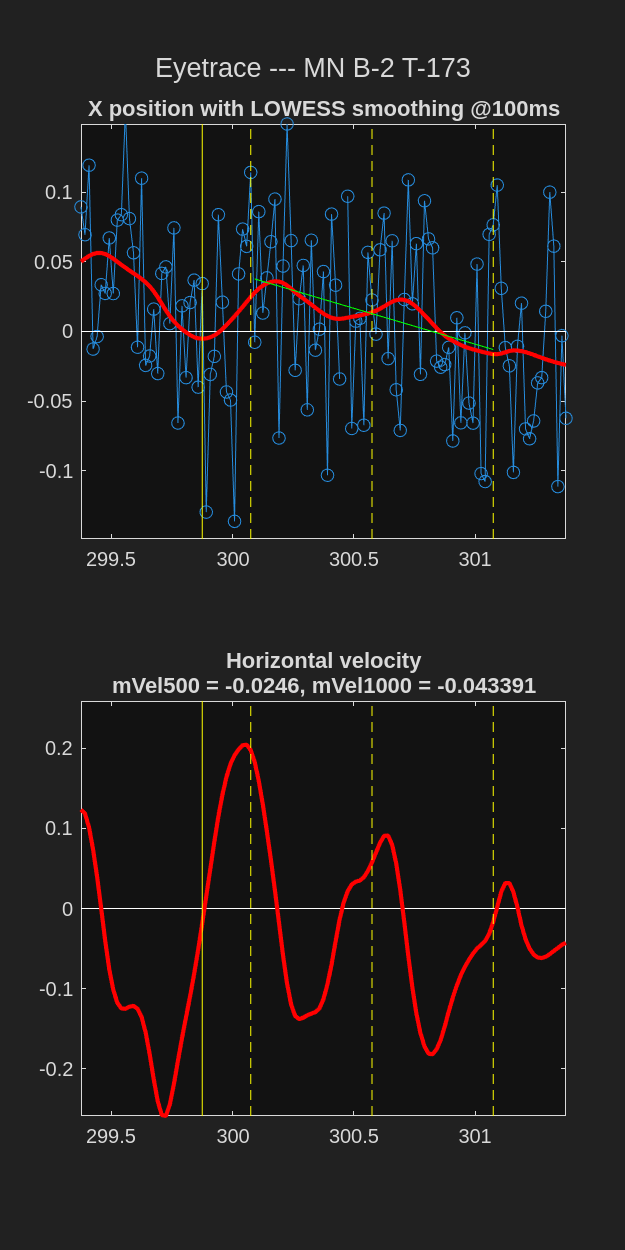 Eyetrace --- MN B-2 T-173
X position with LOWESS smoothing @100ms
0.1
0.05
0
-0.05
-0.1
299.5 300 300.5 301
Horizontal velocity
mVel500 = -0.0246, mVel1000 = -0.043391
0.2
0.1
0
-0.1
-0.2
299.5 300 300.5 301